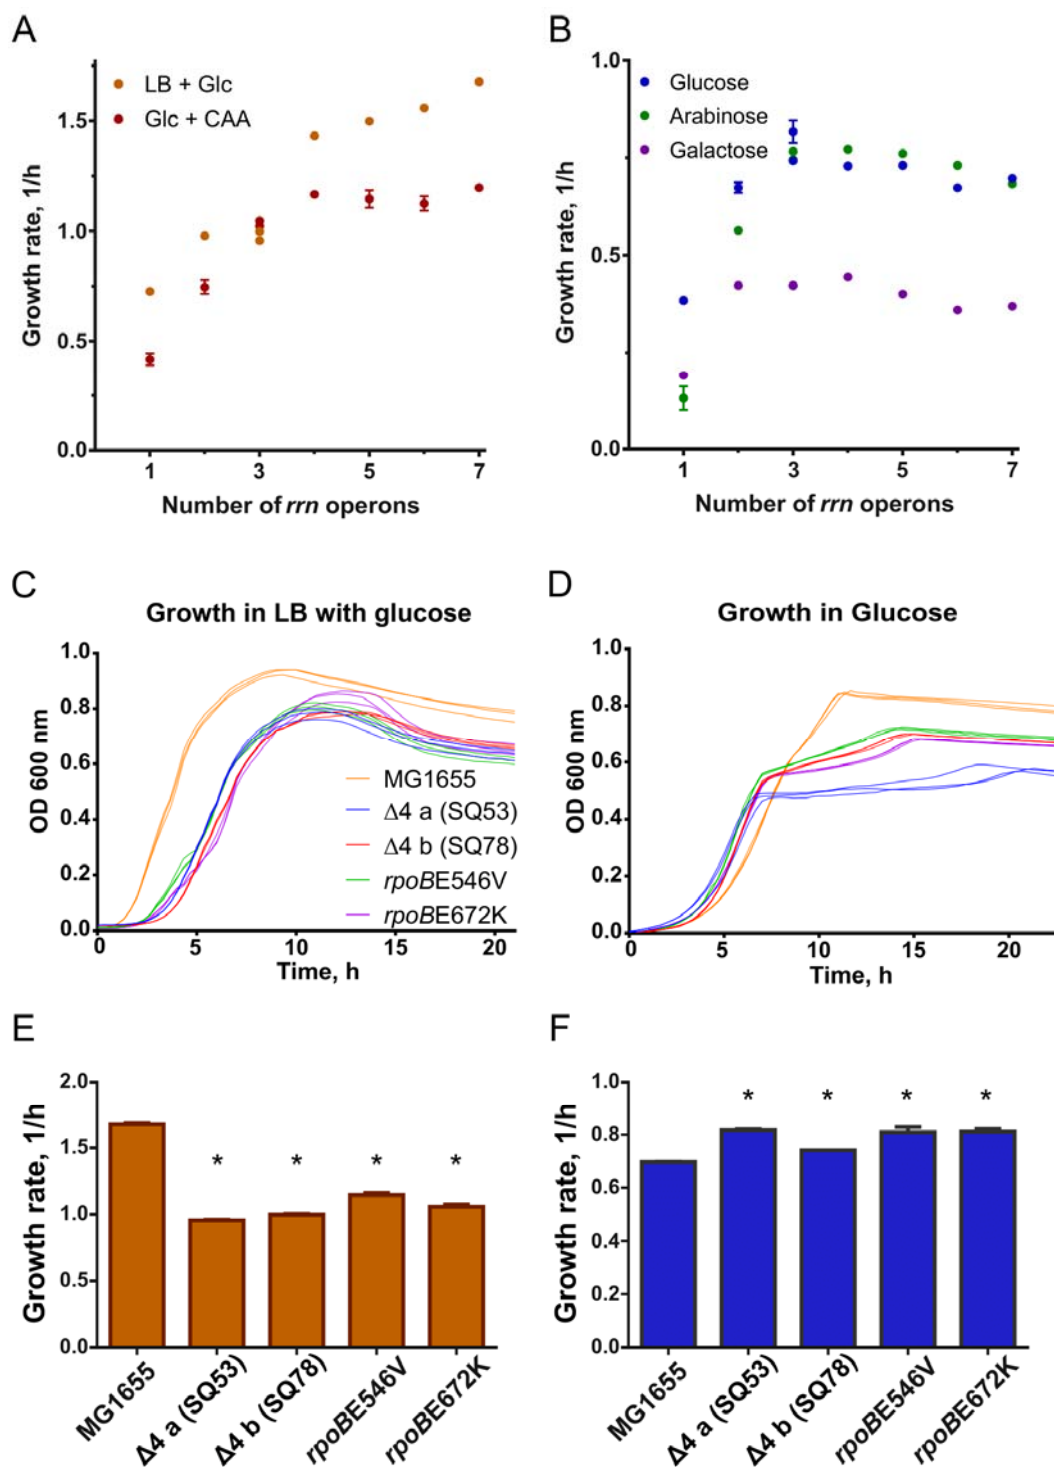 A
LB + Glc
Glc + CAA
Growth rate, 1/h
1.5
1.0
0.5
0.0
1 3 5 7
Number of rrn operons
B
Glucose
Arabinose
Galactose
Growth rate, 1/h
1.0
0.5
0.0
1 3 5 7
Number of rrn operons
C
Growth in LB with glucose
OD 600 nm
1.0
0.8
0.6
0.4
0.2
0.0
MG1655
Δ4 a (SQ53)
Δ4 b (SQ78)
rpoBE546V
rpoBE672K
0 5 10 15 20
Time, h
D
Growth in Glucose
OD 600 nm
1.0
0.8
0.6
0.4
0.2
0.0
0 5 10 15 20
Time, h
E
Growth rate, 1/h
2.0
1.5
1.0
0.5
0.0
* * * *
MG1655
Δ4 a (SQ53)
Δ4 b (SQ78)
rpoBE546V
rpoBE672K
F
Growth rate, 1/h
1.0
0.8
0.6
0.4
0.2
0.0
* * * *
MG1655
Δ4 a (SQ53)
Δ4 b (SQ78)
rpoBE546V
rpoBE672K